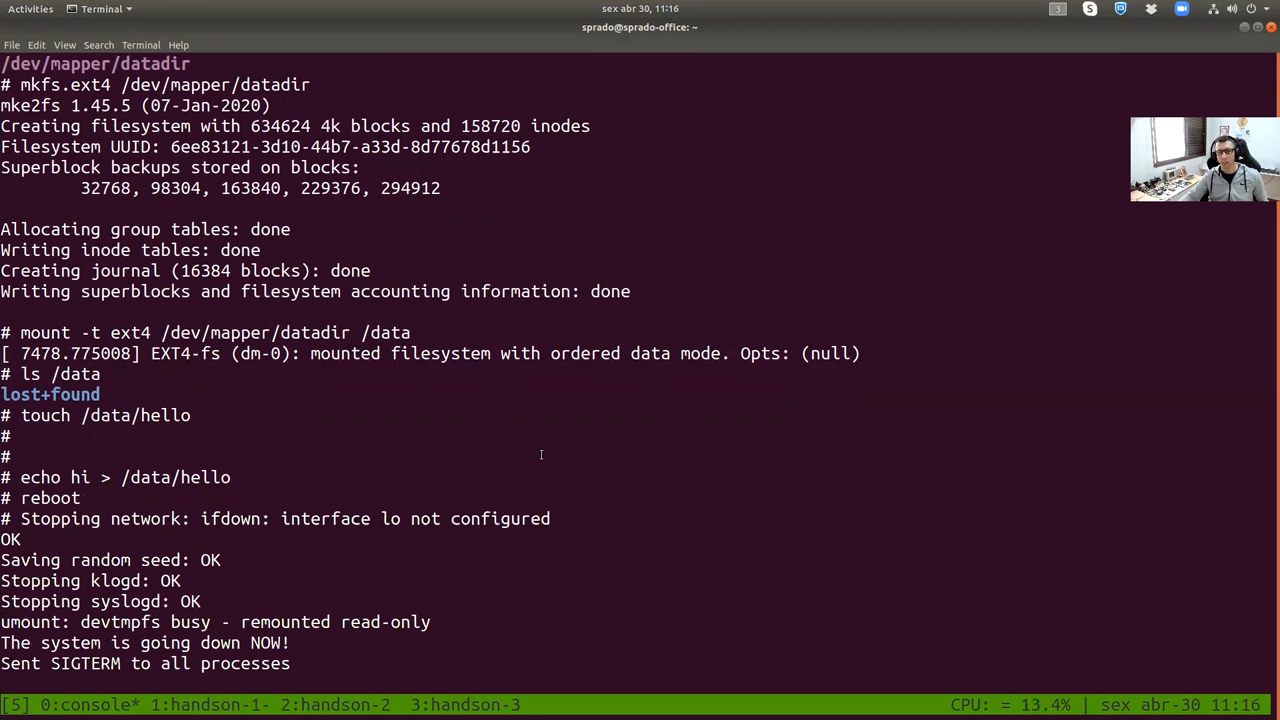 Activities Terminal sex abr 30, 11:16 3 S
sprado@sprado-office: ~
File Edit View Search Terminal Help
/dev/mapper/datadir
# mkfs.ext4 /dev/mapper/datadir
mke2fs 1.45.5 (07-Jan-2020)
Creating filesystem with 634624 4k blocks and 158720 inodes
Filesystem UUID: 6ee83121-3d10-44b7-a33d-8d77678d1156
Superblock backups stored on blocks:
32768, 98304, 163840, 229376, 294912
Allocating group tables: done
Writing inode tables: done
Creating journal (16384 blocks): done
Writing superblocks and filesystem accounting information: done
# mount -t ext4 /dev/mapper/datadir /data
[ 7478.775008] EXT4-fs (dm-0): mounted filesystem with ordered data mode. Opts: (null)
# ls /data
lost+found
# touch /data/hello
#
#
# echo hi > /data/hello
# reboot
# Stopping network: ifdown: interface lo not configured
OK
Saving random seed: OK
Stopping klogd: OK
Stopping syslogd: OK
umount: devtmpfs busy - remounted read-only
The system is going down NOW!
Sent SIGTERM to all processes
[5] 0:console* 1:handson-1- 2:handson-2 3:handson-3 CPU: = 13.4% | sex abr-30 11:16